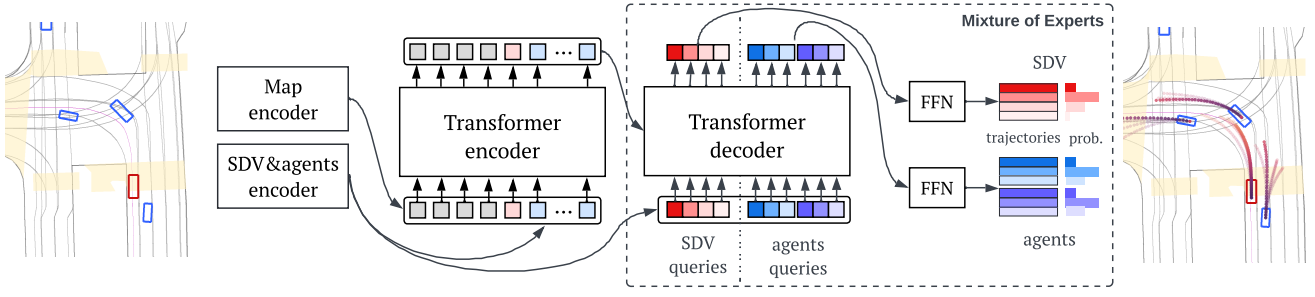 Mixture of Experts
Map
encoder
SDV&agents
encoder
Transformer
encoder
...
...
Transformer
decoder
SDV
queries
agents
queries
FFN
FFN
SDV
trajectories prob.
agents